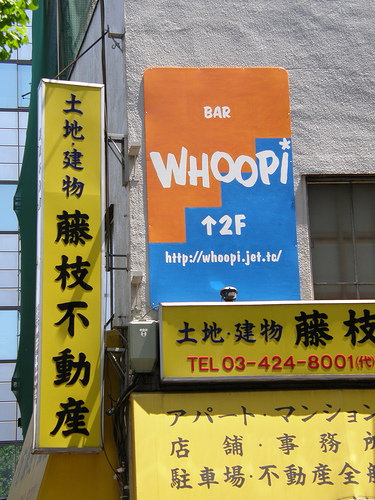 土地・建物 藤枝不動産
BAR
WHOOPi*
↑2F
http://whoopi.jet.tc/
土地・建物 藤枝
TEL 03-424-8001(代)
アパート・マンション
店舗・事務所
駐車場・不動産全般